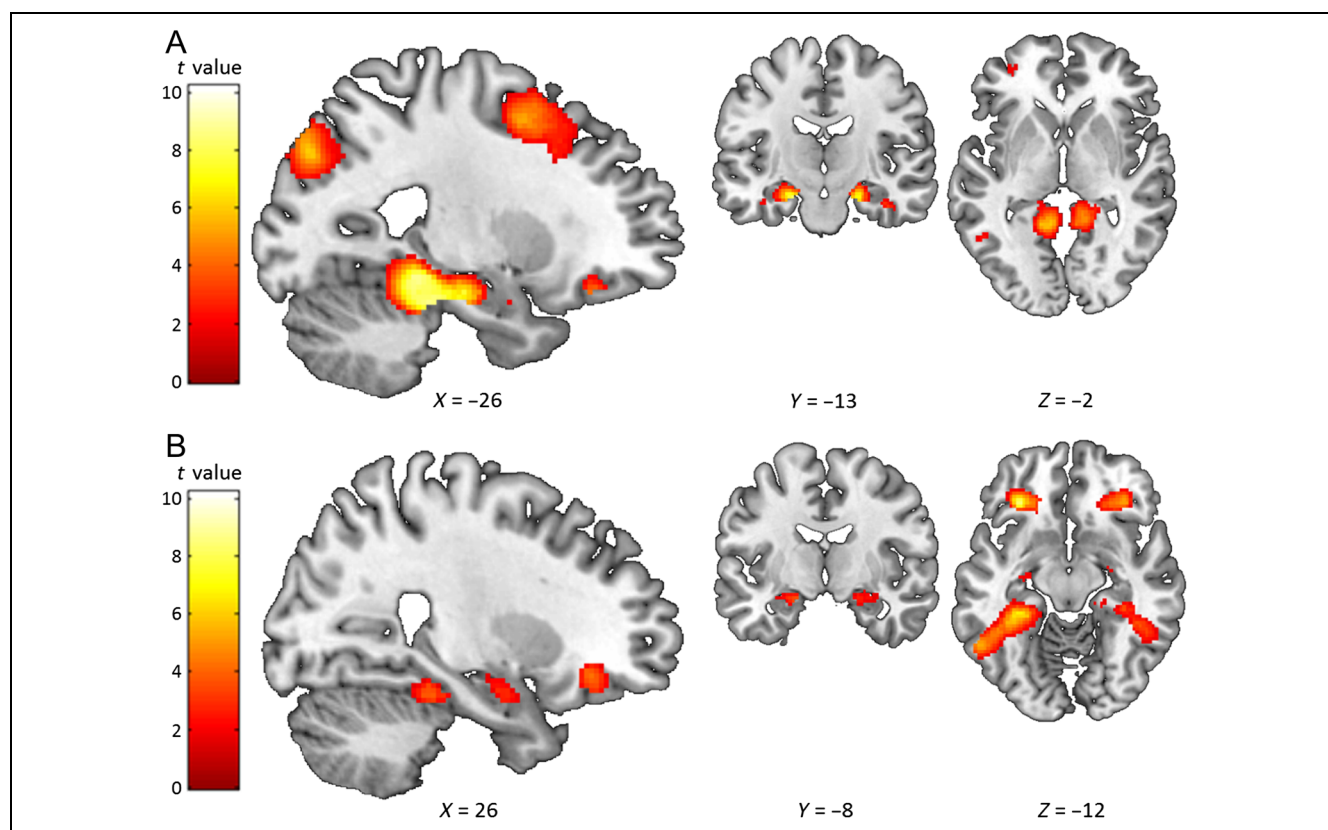 A
t value
10
8
6
4
2
0
X = −26
Y = −13
Z = −2
B
t value
10
8
6
4
2
0
X = 26
Y = −8
Z = −12